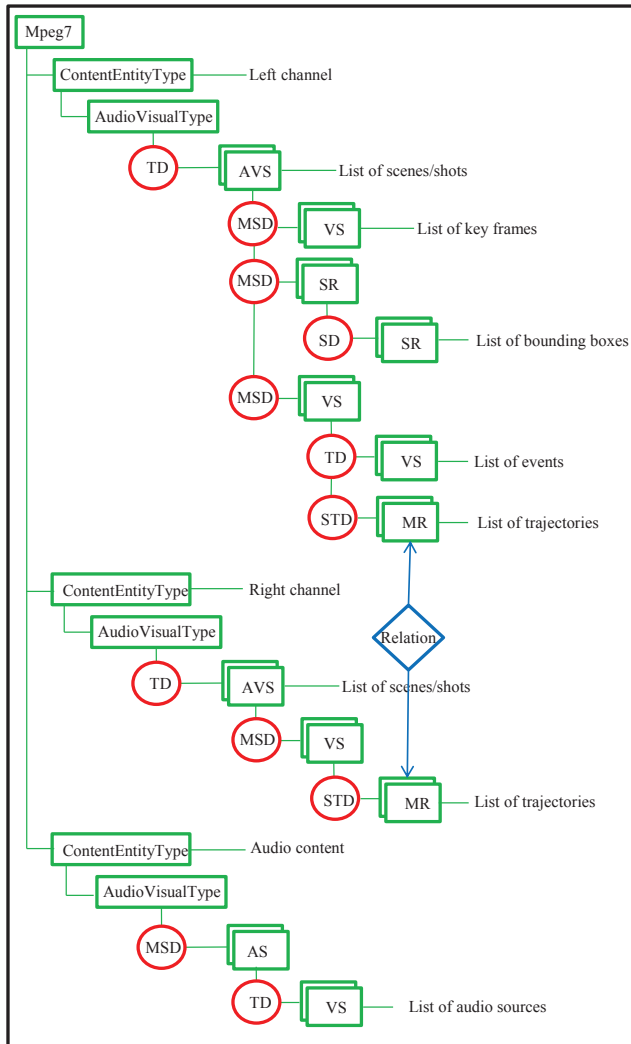 Mpeg7
ContentEntityType
Left channel
AudioVisualType
TD
AVS
List of scenes/shots
MSD
VS
List of key frames
MSD
SR
SD
SR
List of bounding boxes
MSD
VS
TD
VS
List of events
STD
MR
List of trajectories
ContentEntityType
Right channel
AudioVisualType
Relation
TD
AVS
List of scenes/shots
MSD
VS
STD
MR
List of trajectories
ContentEntityType
Audio content
AudioVisualType
MSD
AS
TD
VS
List of audio sources